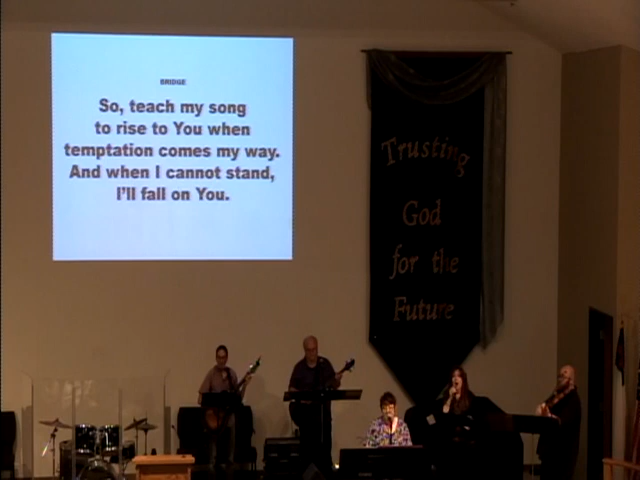 BRIDGE
So, teach my song
to rise to You when
temptation comes my way.
And when I cannot stand,
I'll fall on You.
Trusting
God
for the
Future